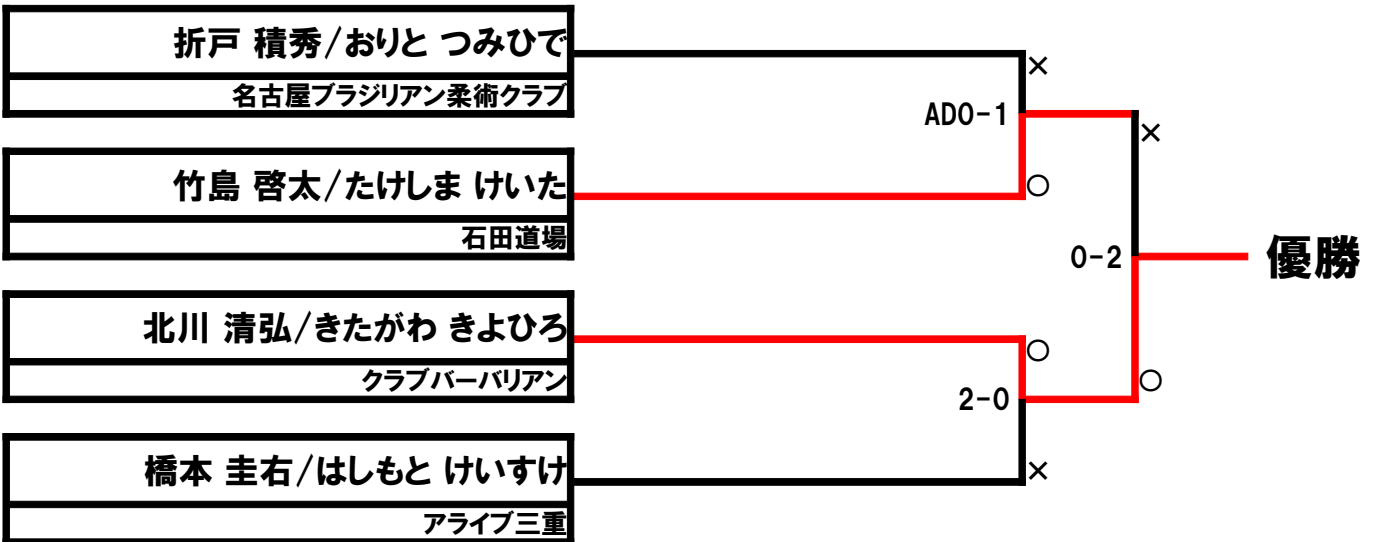 折戸 積秀/おりと つみひで
名古屋ブラジリアン柔術クラブ
×
AD0-1
竹島 啓太/たけしま けいた
石田道場
○
×
0-2
優勝
北川 清弘/きたがわ きよひろ
クラブバーバリアン
○
2-0
○
橋本 圭右/はしもと けいすけ
アライブ三重
×